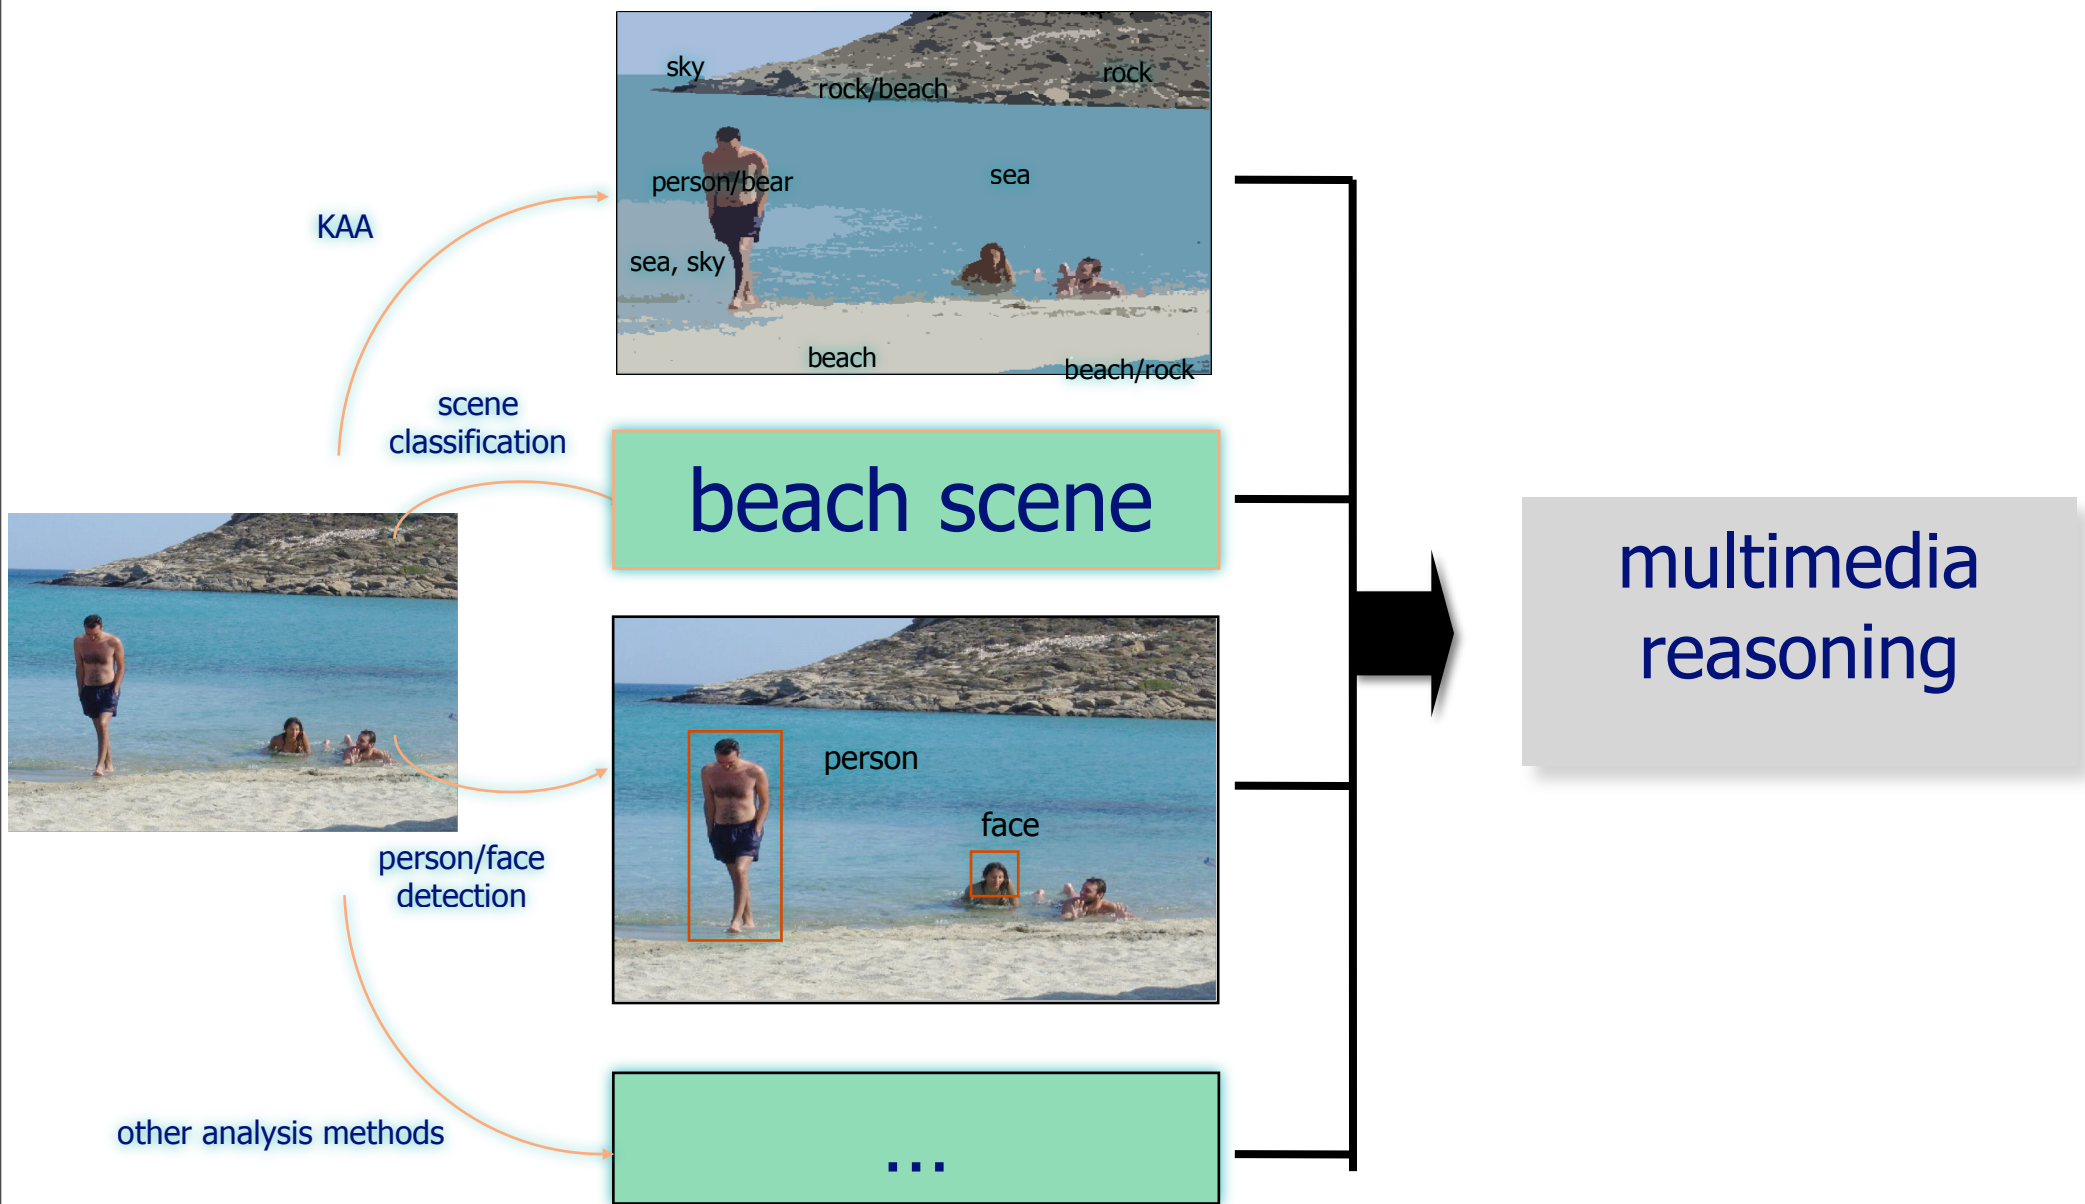 sky
rock/beach
rock
person/bear
sea
sea, sky
beach
beach/rock
KAA
scene
classification
beach scene
multimedia
reasoning
person
face
person/face
detection
other analysis methods
...